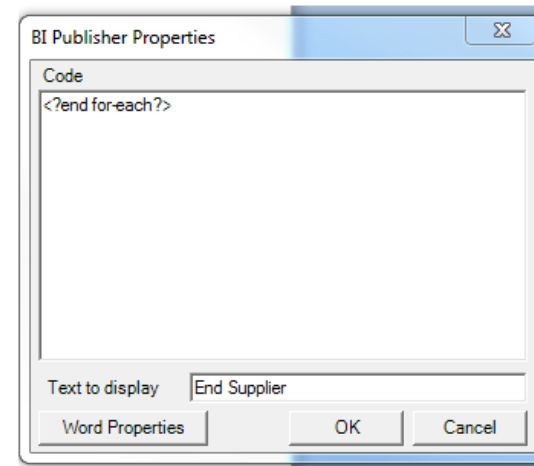 BI Publisher Properties
Code
<?end for-each?>
Text to display End Supplier
Word Properties OK Cancel